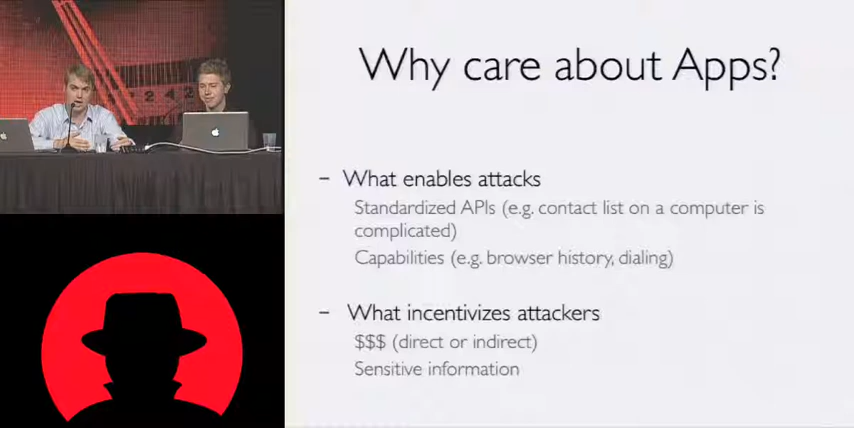 Why care about Apps?
– What enables attacks
Standardized APIs (e.g. contact list on a computer is
complicated)
Capabilities (e.g. browser history, dialing)
– What incentivizes attackers
$$$ (direct or indirect)
Sensitive information